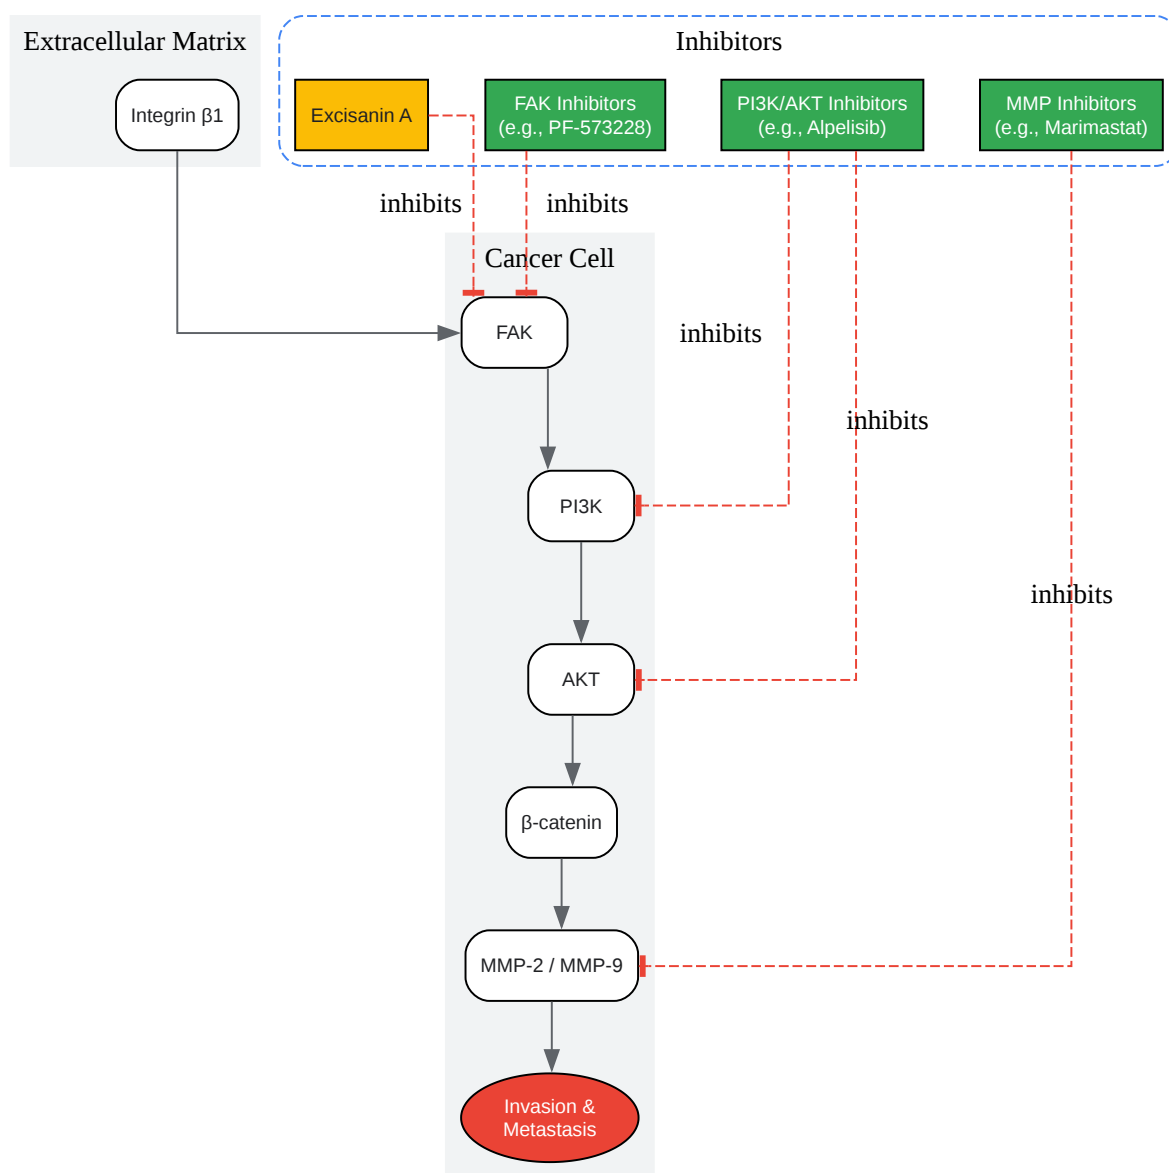 Extracellular Matrix
Inhibitors
Integrin β1
Excisanin A
FAK Inhibitors
(e.g., PF-573228)
PI3K/AKT Inhibitors
(e.g., Alpelisib)
MMP Inhibitors
(e.g., Marimastat)
inhibits
inhibits
Cancer Cell
FAK
inhibits
inhibits
PI3K
inhibits
AKT
β-catenin
MMP-2 / MMP-9
Invasion &
Metastasis